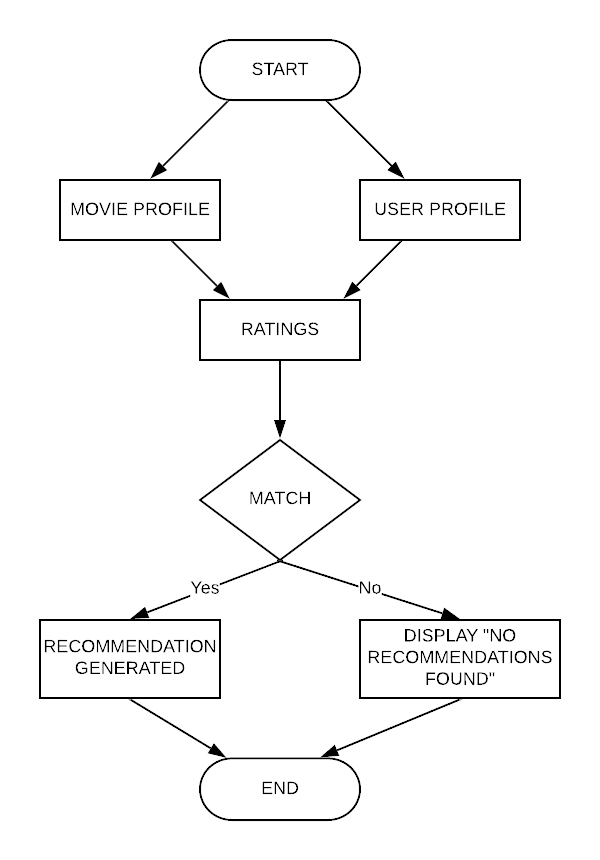 START
MOVIE PROFILE
USER PROFILE
RATINGS
MATCH
Yes
No
RECOMMENDATION
GENERATED
DISPLAY "NO
RECOMMENDATIONS
FOUND"
END